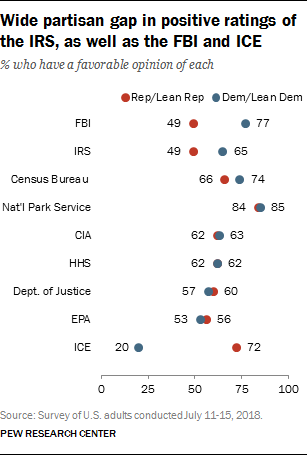 Wide partisan gap in positive ratings of
the IRS, as well as the FBI and ICE
% who have a favorable opinion of each
Rep/Lean Rep Dem/Lean Dem
FBI 49 77
IRS 49 65
Census Bureau 66 74
Nat'l Park Service 84 85
CIA 62 63
HHS 62 62
Dept. of Justice 57 60
EPA 53 56
ICE 20 72
0 25 50 75 100
Source: Survey of U.S. adults conducted July 11-15, 2018.
PEW RESEARCH CENTER